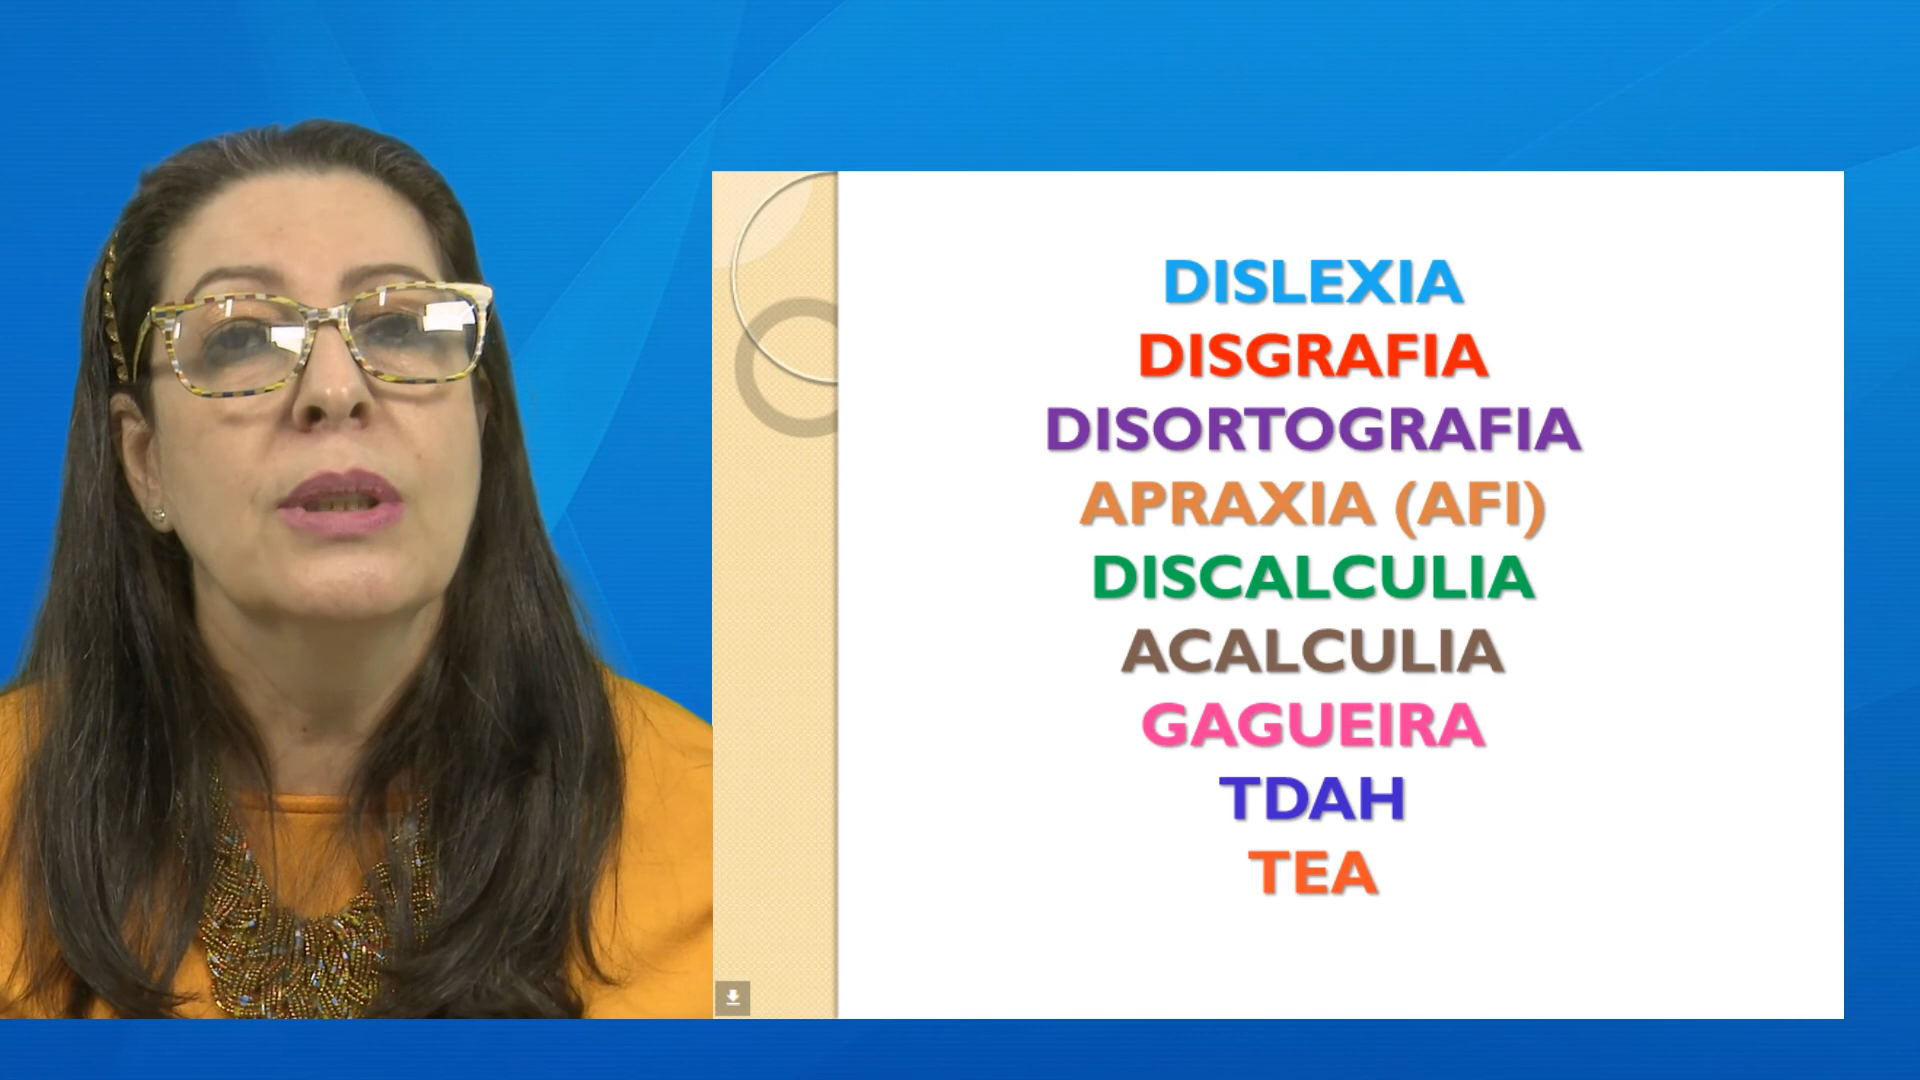 DISLEXIA
DISGRAFIA
DISORTOGRAFIA
APRAXIA (AFI)
DISCALCULIA
ACALCULIA
GAGUEIRA
TDAH
TEA